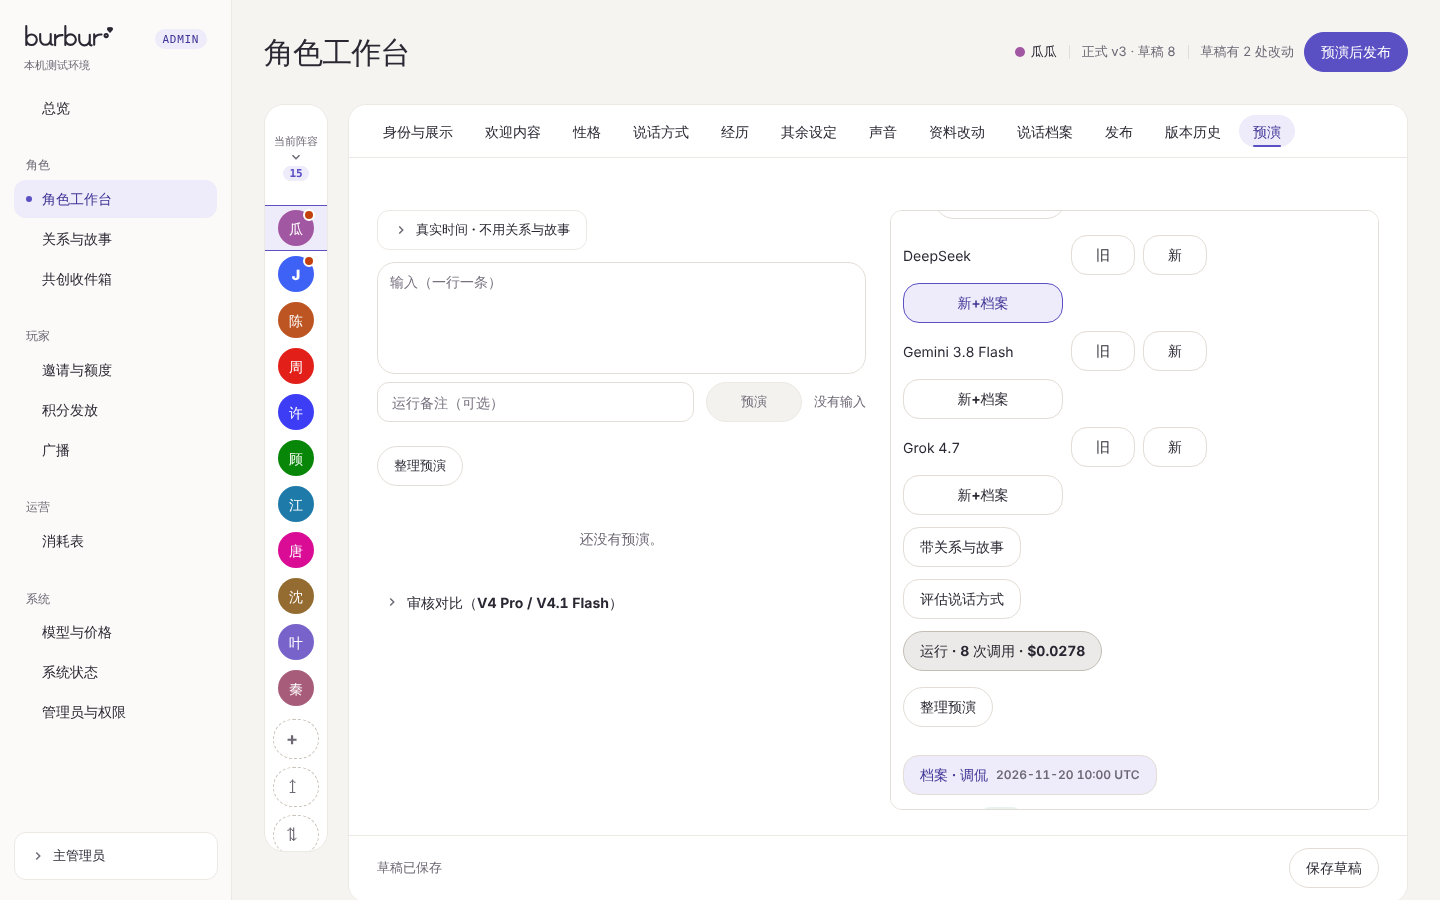 burbur
ADMIN
本机测试环境
总览
角色
角色工作台
关系与故事
共创收件箱
玩家
邀请与额度
积分发放
广播
运营
消耗表
系统
模型与价格
系统状态
管理员与权限
主管理员
角色工作台
瓜瓜
正式 v3 · 草稿 8
草稿有 2 处改动
预演后发布
当前阵容
15
瓜
J
陈
周
许
顾
江
唐
沈
叶
秦
+
↥
⇅
身份与展示 欢迎内容 性格 说话方式 经历 其余设定 声音 资料改动 说话档案 发布 版本历史 预演
真实时间 · 不用关系与故事
输入（一行一条）
运行备注（可选） 预演 没有输入
整理预演
还没有预演。
审核对比（V4 Pro / V4.1 Flash）
DeepSeek 旧 新
新+档案
Gemini 3.8 Flash 旧 新
新+档案
Grok 4.7 旧 新
新+档案
带关系与故事
评估说话方式
运行 · 8 次调用 · $0.0278
整理预演
档案 · 调侃 2026-11-20 10:00 UTC
草稿已保存
保存草稿